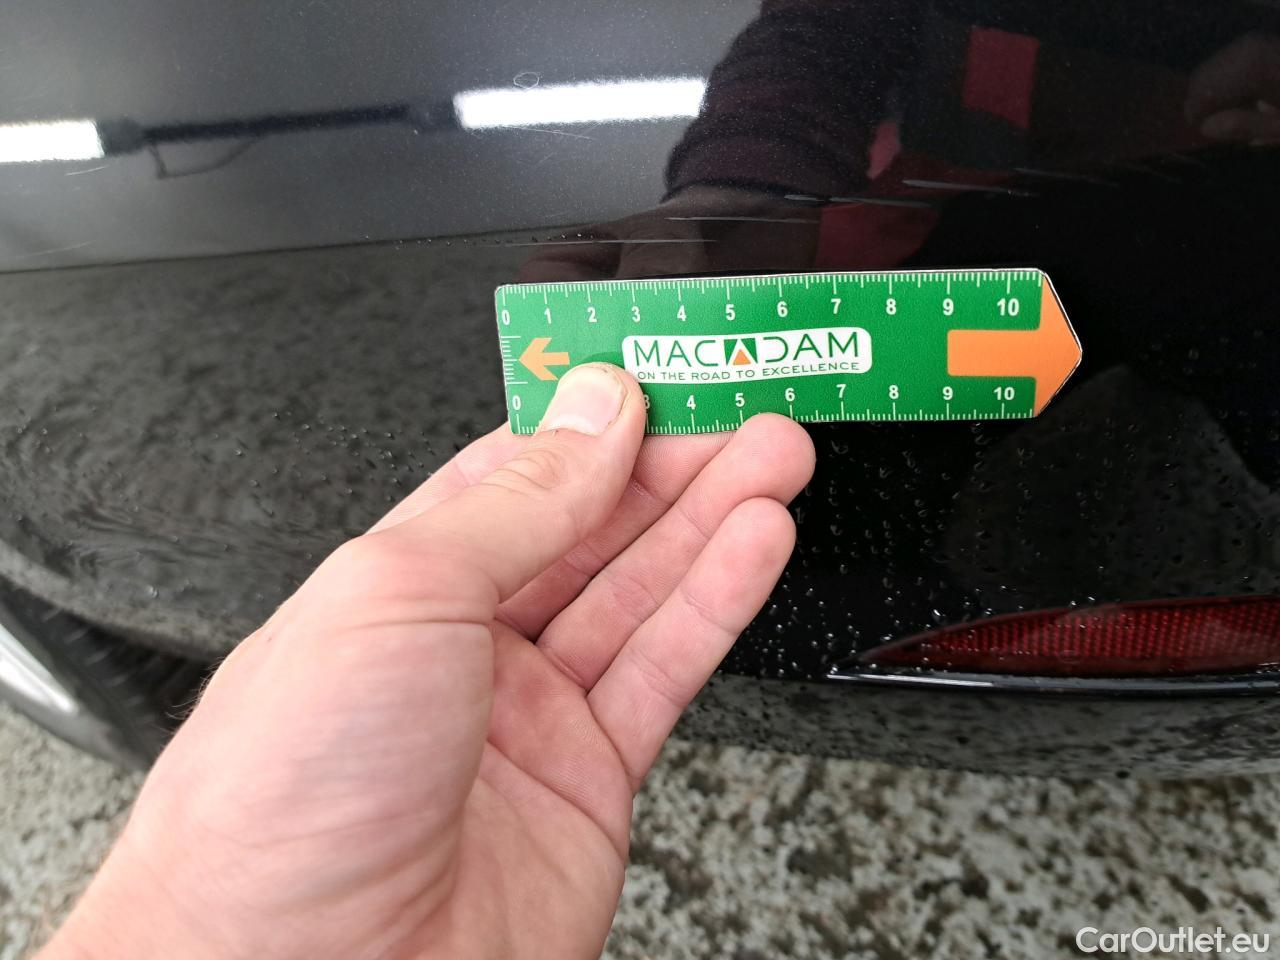 0 1 2 3 4 5 6 7 8 9 10
MACADAM
ON THE ROAD TO EXCELLENCE
0 3 4 5 6 7 8 9 10
CarOutlet.eu